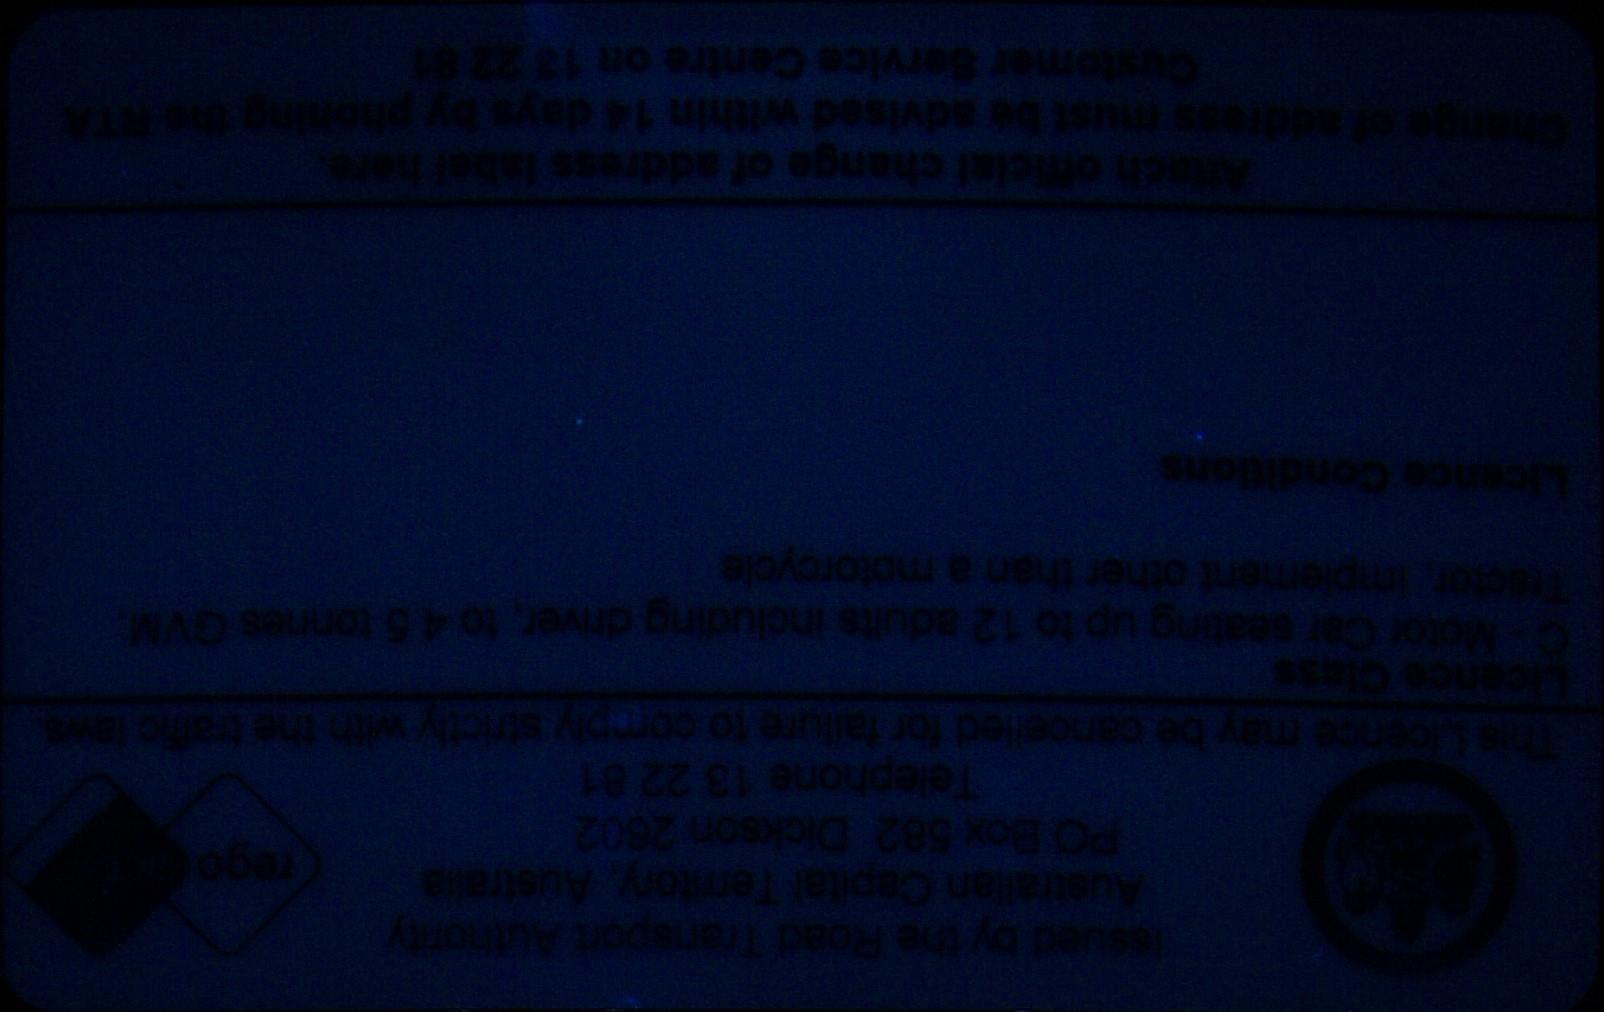 Issued by the Road Transport Authority
Australian Capital Territory, Australia
PO Box 582 Dickson 2602
Telephone 13 22 81
rego
This Licence may be cancelled for failure to comply strictly with the traffic laws.
Licence Class
C - Motor Car seating up to 12 adults including driver, to 4.5 tonnes GVM,
Tractor, implement other than a motorcycle
Licence Conditions
Attach official change of address label here.
Change of address must be advised within 14 days by phoning the RTA
Customer Service Centre on 13 22 81